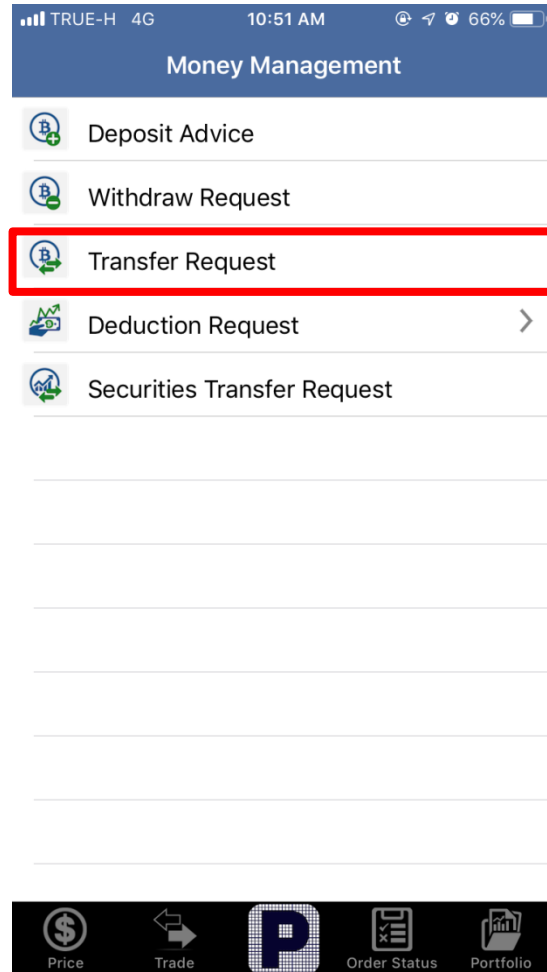 TRUE-H 4G 10:51 AM 66%
Money Management
Deposit Advice
Withdraw Request
Transfer Request
Deduction Request
Securities Transfer Request
P
Price Trade Order Status Portfolio